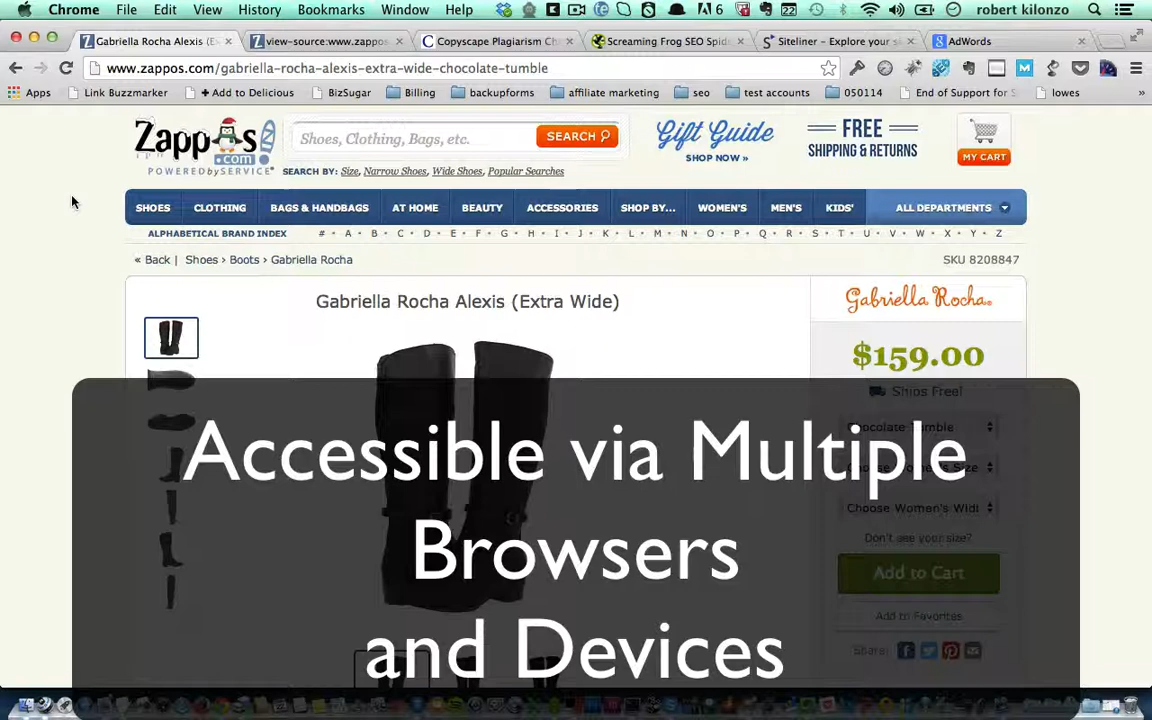 Chrome File Edit View History Bookmarks Window Help 6 22 robert kilonzo
Gabriella Rocha Alexis (E view-source:www.zappos Copyscape Plagiarism Ch Screaming Frog SEO Spid Siteliner – Explore your s AdWords
www.zappos.com/gabriella-rocha-alexis-extra-wide-chocolate-tumble
Apps Link Buzzmarker + Add to Delicious BizSugar Billing backupforms affiliate marketing seo test accounts 050114 End of Support for S lowes »
Zappos
.com
POWERED by SERVICE
Shoes, Clothing, Bags, etc. SEARCH
SEARCH BY: Size, Narrow Shoes, Wide Shoes, Popular Searches
Gift Guide
SHOP NOW »
FREE
SHIPPING & RETURNS
MY CART
SHOES CLOTHING BAGS & HANDBAGS AT HOME BEAUTY ACCESSORIES SHOP BY... WOMEN'S MEN'S KIDS' ALL DEPARTMENTS
ALPHABETICAL BRAND INDEX # • A • B • C • D • E • F • G • H • I • J • K • L • M • N • O • P • Q • R • S • T • U • V • W • X • Y • Z
« Back | Shoes › Boots › Gabriella Rocha SKU 8208847
Gabriella Rocha Alexis (Extra Wide)
Gabriella Rocha
$159.00
Ships Free!
Chocolate Tumble
Choose Women's Size
Choose Women's Widt
Don't see your size?
Add to Cart
Add to Favorites
Share:
Accessible via Multiple
Browsers
and Devices